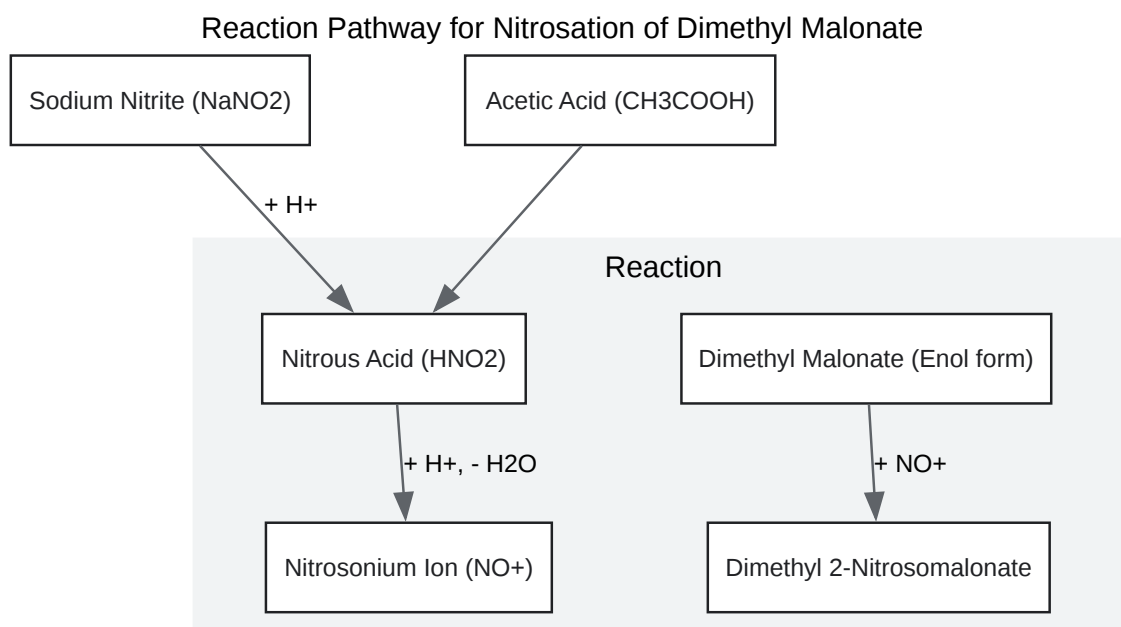 Reaction Pathway for Nitrosation of Dimethyl Malonate
Sodium Nitrite (NaNO2)
Acetic Acid (CH3COOH)
+ H+
Reaction
Nitrous Acid (HNO2)
Dimethyl Malonate (Enol form)
+ H+, - H2O
+ NO+
Nitrosonium Ion (NO+)
Dimethyl 2-Nitrosomalonate